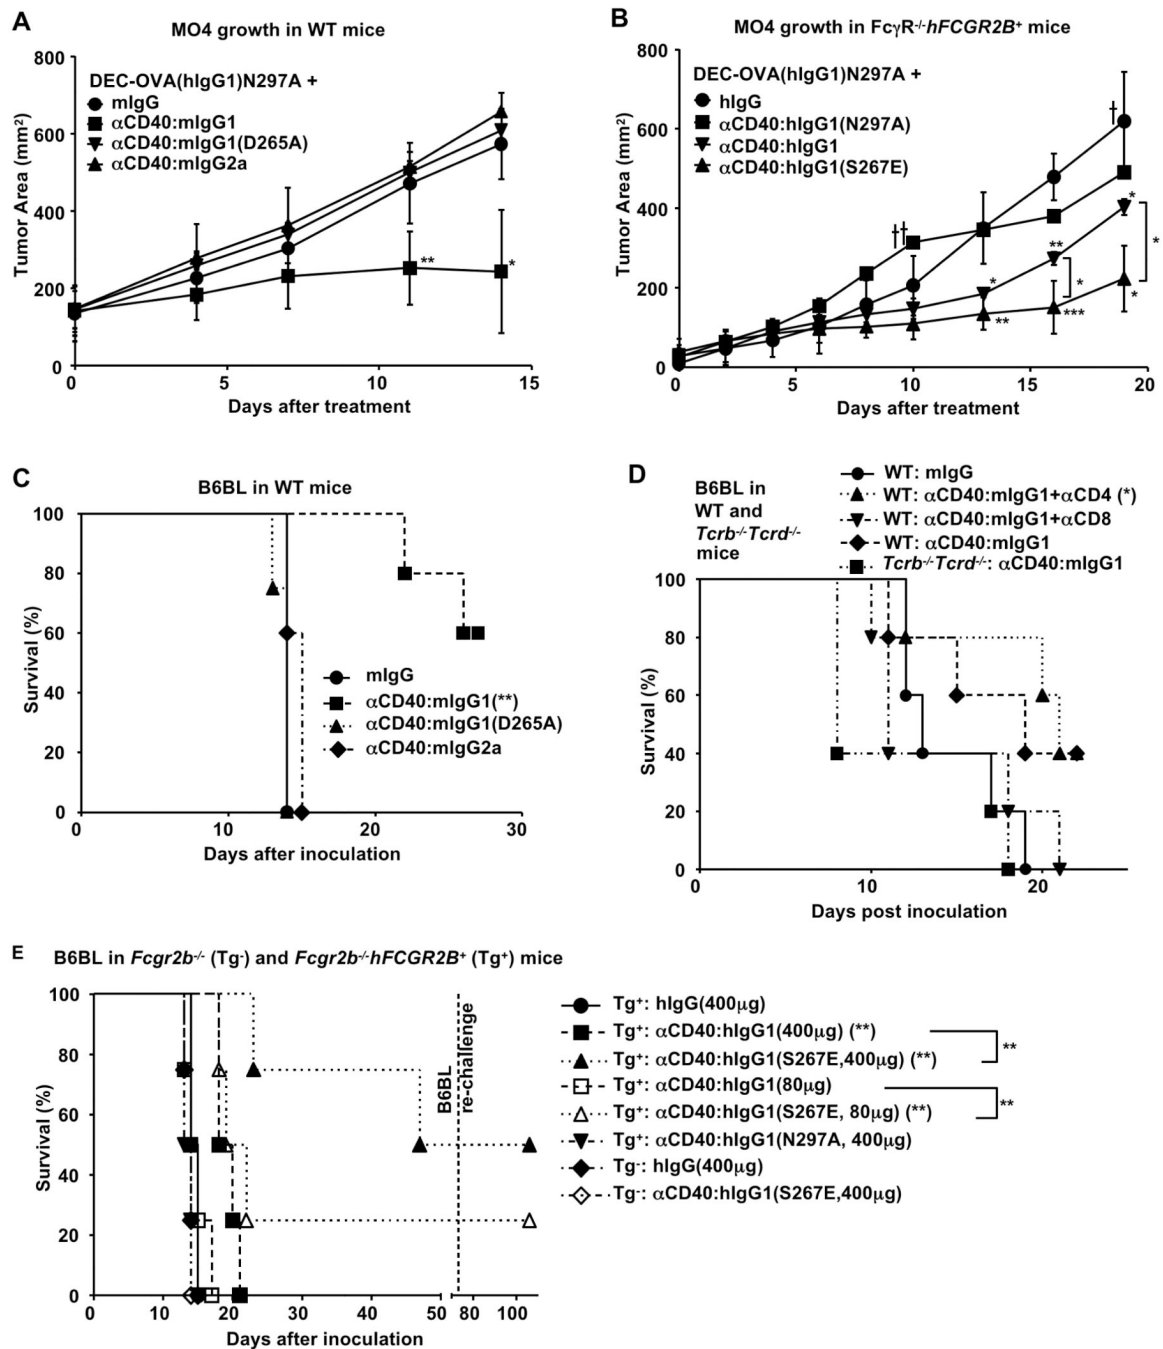 A
MO4 growth in WT mice
800
600
400
200
0
Tumor Area (mm²)
DEC-OVA(hIgG1)N297A +
mIgG
αCD40:mIgG1
αCD40:mIgG1(D265A)
αCD40:mIgG2a
**
*
0
5
10
15
Days after treatment
B
MO4 growth in FcγR⁻/⁻hFCGR2B⁺ mice
800
600
400
200
0
Tumor Area (mm²)
DEC-OVA(hIgG1)N297A +
hIgG
αCD40:hIgG1(N297A)
αCD40:hIgG1
αCD40:hIgG1(S267E)
†
††
*
**
*
*
*
**
***
*
0
5
10
15
20
Days after treatment
C
B6BL in WT mice
100
80
60
40
20
0
Survival (%)
mIgG
αCD40:mIgG1(**)
αCD40:mIgG1(D265A)
αCD40:mIgG2a
0
10
20
30
Days after inoculation
D
B6BL in
WT and
Tcrb⁻/⁻Tcrd⁻/⁻
mice
WT: mIgG
WT: αCD40:mIgG1+αCD4 (*)
WT: αCD40:mIgG1+αCD8
WT: αCD40:mIgG1
Tcrb⁻/⁻Tcrd⁻/⁻: αCD40:mIgG1
100
80
60
40
20
0
Survival (%)
0
10
20
Days post inoculation
E
B6BL in Fcgr2b⁻/⁻ (Tg⁻) and Fcgr2b⁻/⁻hFCGR2B⁺ (Tg⁺) mice
100
80
60
40
20
0
Survival (%)
B6BL
re-challenge
0
10
20
30
40
50
80
100
Days after inoculation
Tg⁺: hIgG(400μg)
Tg⁺: αCD40:hIgG1(400μg) (**)
Tg⁺: αCD40:hIgG1(S267E,400μg) (**)
Tg⁺: αCD40:hIgG1(80μg)
Tg⁺: αCD40:hIgG1(S267E, 80μg) (**)
Tg⁺: αCD40:hIgG1(N297A, 400μg)
Tg⁻: hIgG(400μg)
Tg⁻: αCD40:hIgG1(S267E,400μg)
**
**